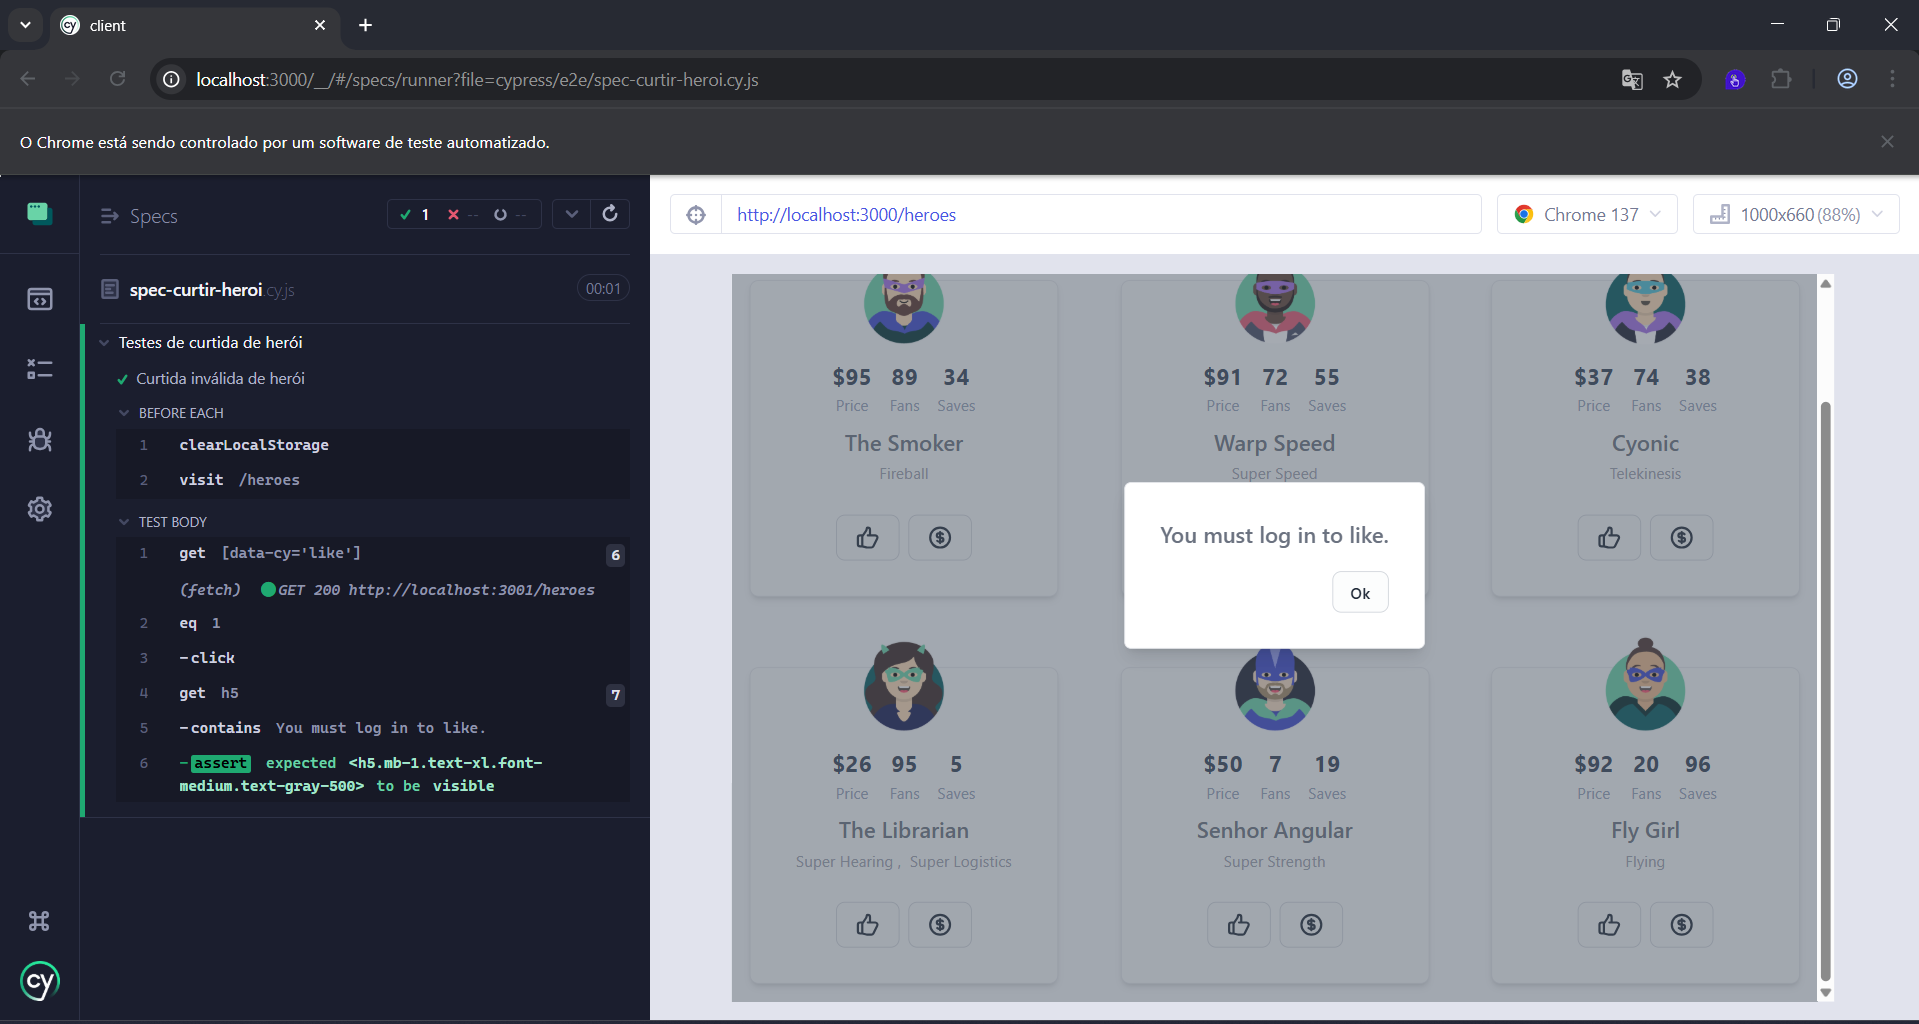 client
localhost:3000/__/#/specs/runner?file=cypress/e2e/spec-curtir-heroi.cy.js
O Chrome está sendo controlado por um software de teste automatizado.
Specs
1 -- --
spec-curtir-heroi cy.js
00:01
Testes de curtida de herói
Curtida inválida de herói
BEFORE EACH
1 clearLocalStorage
2 visit /heroes
TEST BODY
1 get [data-cy='like'] 6
(fetch) GET 200 http://localhost:3001/heroes
2 eq 1
3 -click
4 get h5 7
5 -contains You must log in to like.
6 -assert expected <h5.mb-1.text-xl.font-
medium.text-gray-500> to be visible
cy
http://localhost:3000/heroes
Chrome 137
1000x660 (88%)
$95 89 34
Price Fans Saves
The Smoker
Fireball
$91 72 55
Price Fans Saves
Warp Speed
Super Speed
$37 74 38
Price Fans Saves
Cyonic
Telekinesis
You must log in to like.
Ok
$26 95 5
Price Fans Saves
The Librarian
Super Hearing , Super Logistics
$50 7 19
Price Fans Saves
Senhor Angular
Super Strength
$92 20 96
Price Fans Saves
Fly Girl
Flying